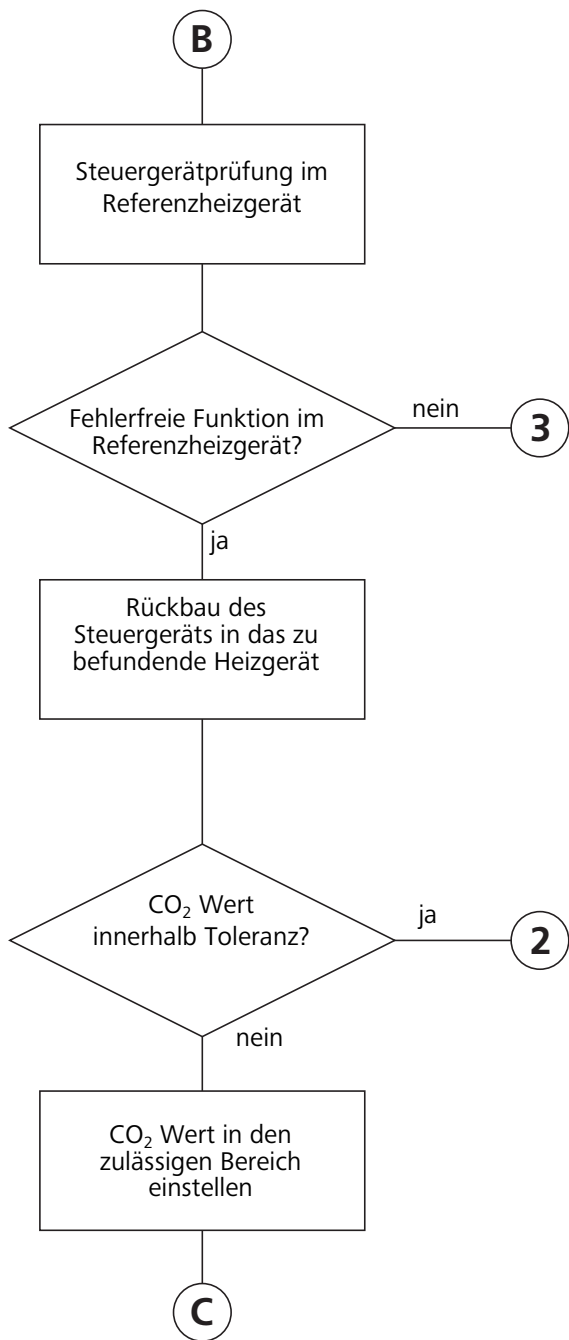 B
Steuergerätprüfung im
Referenzheizgerät
Fehlerfreie Funktion im
Referenzheizgerät?
nein
3
ja
Rückbau des
Steuergeräts in das zu
befundende Heizgerät
CO₂ Wert
innerhalb Toleranz?
ja
2
nein
CO₂ Wert in den
zulässigen Bereich
einstellen
C